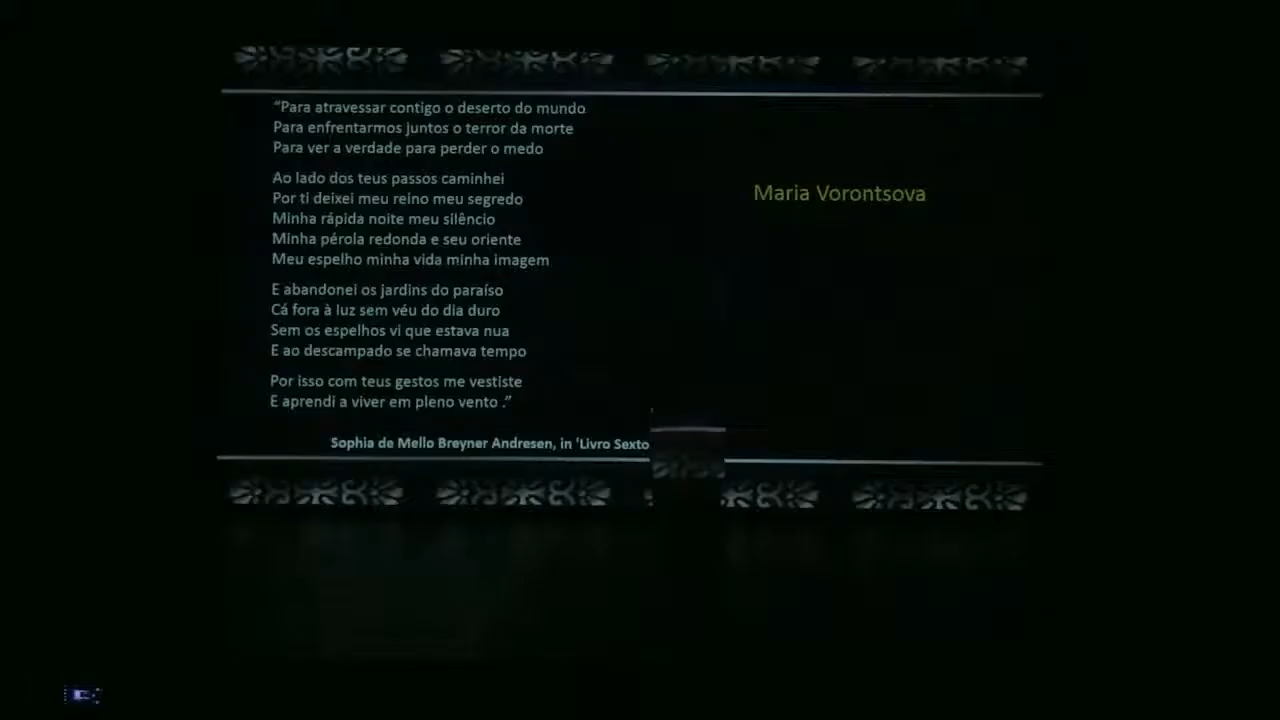 “Para atravessar contigo o deserto do mundo
Para enfrentarmos juntos o terror da morte
Para ver a verdade para perder o medo
Ao lado dos teus passos caminhei
Por ti deixei meu reino meu segredo
Minha rápida noite meu silêncio
Minha pérola redonda e seu oriente
Meu espelho minha vida minha imagem
E abandonei os jardins do paraíso
Cá fora à luz sem véu do dia duro
Sem os espelhos vi que estava nua
E ao descampado se chamava tempo
Por isso com teus gestos me vestiste
E aprendi a viver em pleno vento .”
Sophia de Mello Breyner Andresen, in 'Livro Sexto
Maria Vorontsova